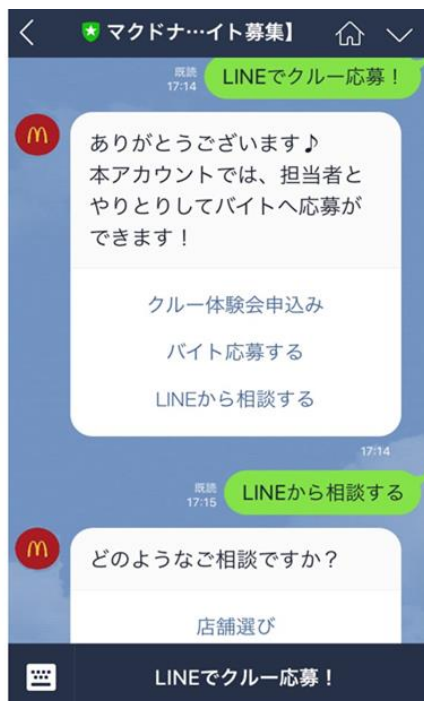 マクドナ…イト募集】
既読
17:14
LINEでクルー応募！
ありがとうございます♪
本アカウントでは、担当者と
やりとりしてバイトへ応募が
できます！
クルー体験会申込み
バイト応募する
LINEから相談する
17:14
既読
17:15
LINEから相談する
どのようなご相談ですか？
店舗選び
LINEでクルー応募！